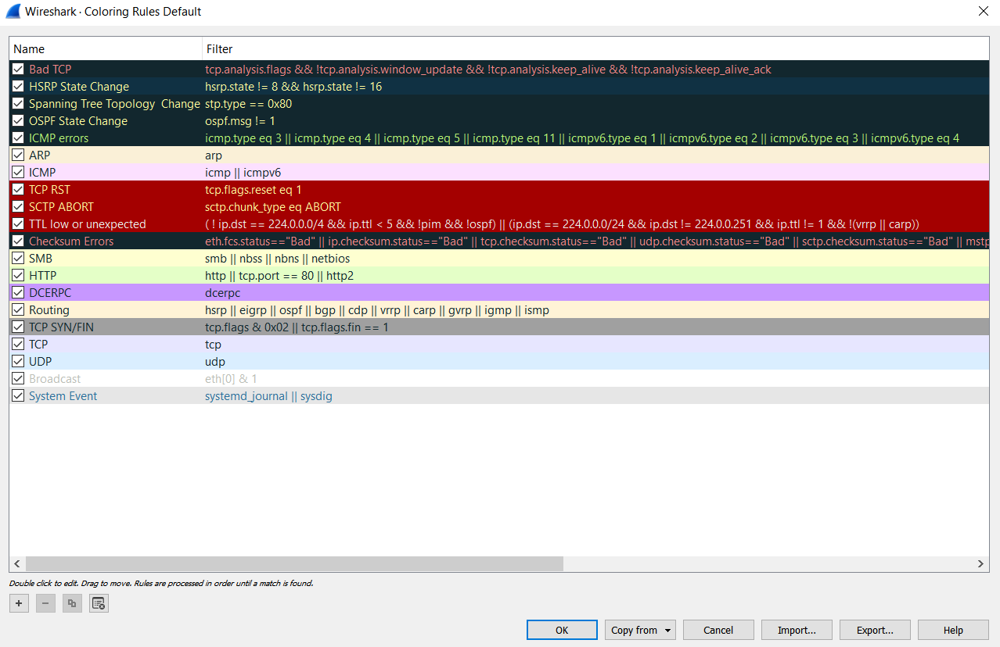 Wireshark · Coloring Rules Default
Name Filter
Bad TCP tcp.analysis.flags && !tcp.analysis.window_update && !tcp.analysis.keep_alive && !tcp.analysis.keep_alive_ack
HSRP State Change hsrp.state != 8 && hsrp.state != 16
Spanning Tree Topology  Change stp.type == 0x80
OSPF State Change ospf.msg != 1
ICMP errors icmp.type eq 3 || icmp.type eq 4 || icmp.type eq 5 || icmp.type eq 11 || icmpv6.type eq 1 || icmpv6.type eq 2 || icmpv6.type eq 3 || icmpv6.type eq 4
ARP arp
ICMP icmp || icmpv6
TCP RST tcp.flags.reset eq 1
SCTP ABORT sctp.chunk_type eq ABORT
TTL low or unexpected ( ! ip.dst == 224.0.0.0/4 && ip.ttl < 5 && !pim && !ospf) || (ip.dst == 224.0.0.0/24 && ip.dst != 224.0.0.251 && ip.ttl != 1 && !(vrrp || carp))
Checksum Errors eth.fcs.status=="Bad" || ip.checksum.status=="Bad" || tcp.checksum.status=="Bad" || udp.checksum.status=="Bad" || sctp.checksum.status=="Bad" || mstp
SMB smb || nbss || nbns || netbios
HTTP http || tcp.port == 80 || http2
DCERPC dcerpc
Routing hsrp || eigrp || ospf || bgp || cdp || vrrp || carp || gvrp || igmp || ismp
TCP SYN/FIN tcp.flags & 0x02 || tcp.flags.fin == 1
TCP tcp
UDP udp
Broadcast eth[0] & 1
System Event systemd_journal || sysdig
Double click to edit. Drag to move. Rules are processed in order until a match is found.
OK Copy from Cancel Import... Export... Help